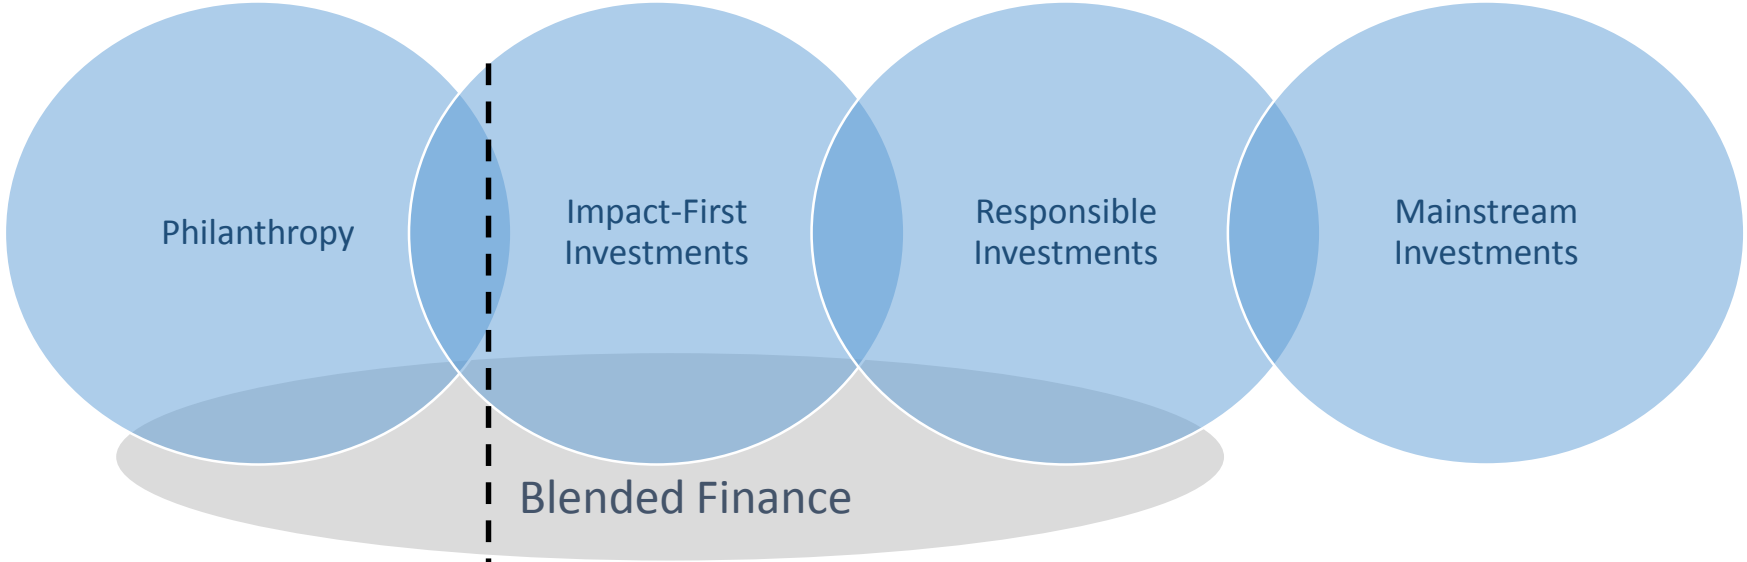 Philanthropy
Impact-First
Investments
Responsible
Investments
Mainstream
Investments
Blended Finance